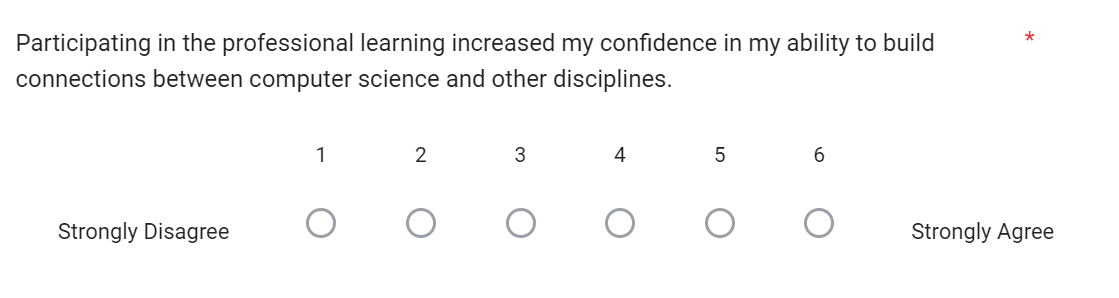 Participating in the professional learning increased my confidence in my ability to build *
connections between computer science and other disciplines.
1 2 3 4 5 6
Strongly Disagree Strongly Agree